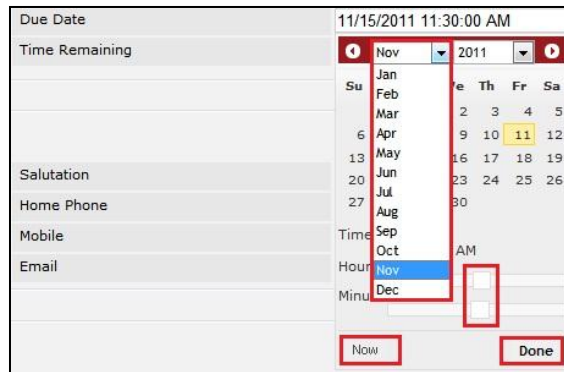 Due Date 11/15/2011 11:30:00 AM
Time Remaining Nov 2011
Su Th Fr Sa
Jan
Feb
Mar
Apr
May
Jun
Jul
Aug
Sep
Oct
Nov
Dec
2 3 4 5
6 9 10 11 12
13 16 17 18 19
20 23 24 25 26
27 30
Salutation
Home Phone
Mobile Time
AM
Email
Now Done